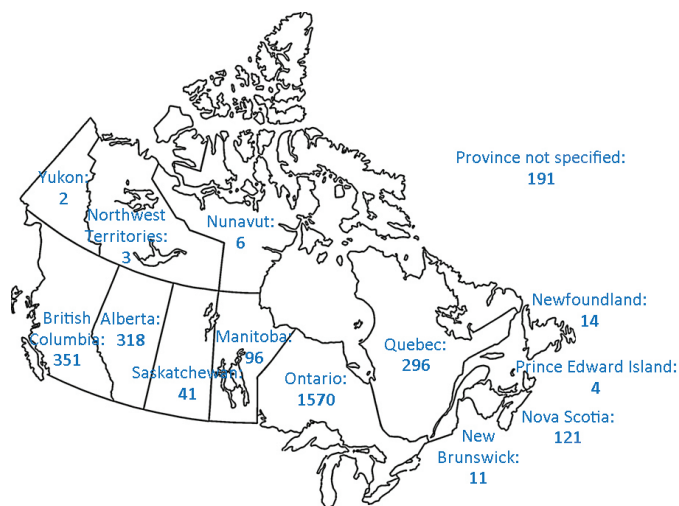 Province not specified:
191
Yukon:
2
Northwest
Territories:
3
Nunavut:
6
British
Columbia:
351
Alberta:
318
Saskatchewan:
41
Manitoba:
96
Ontario:
1570
Quebec:
296
Newfoundland:
14
Prince Edward Island:
4
Nova Scotia:
121
New
Brunswick:
11